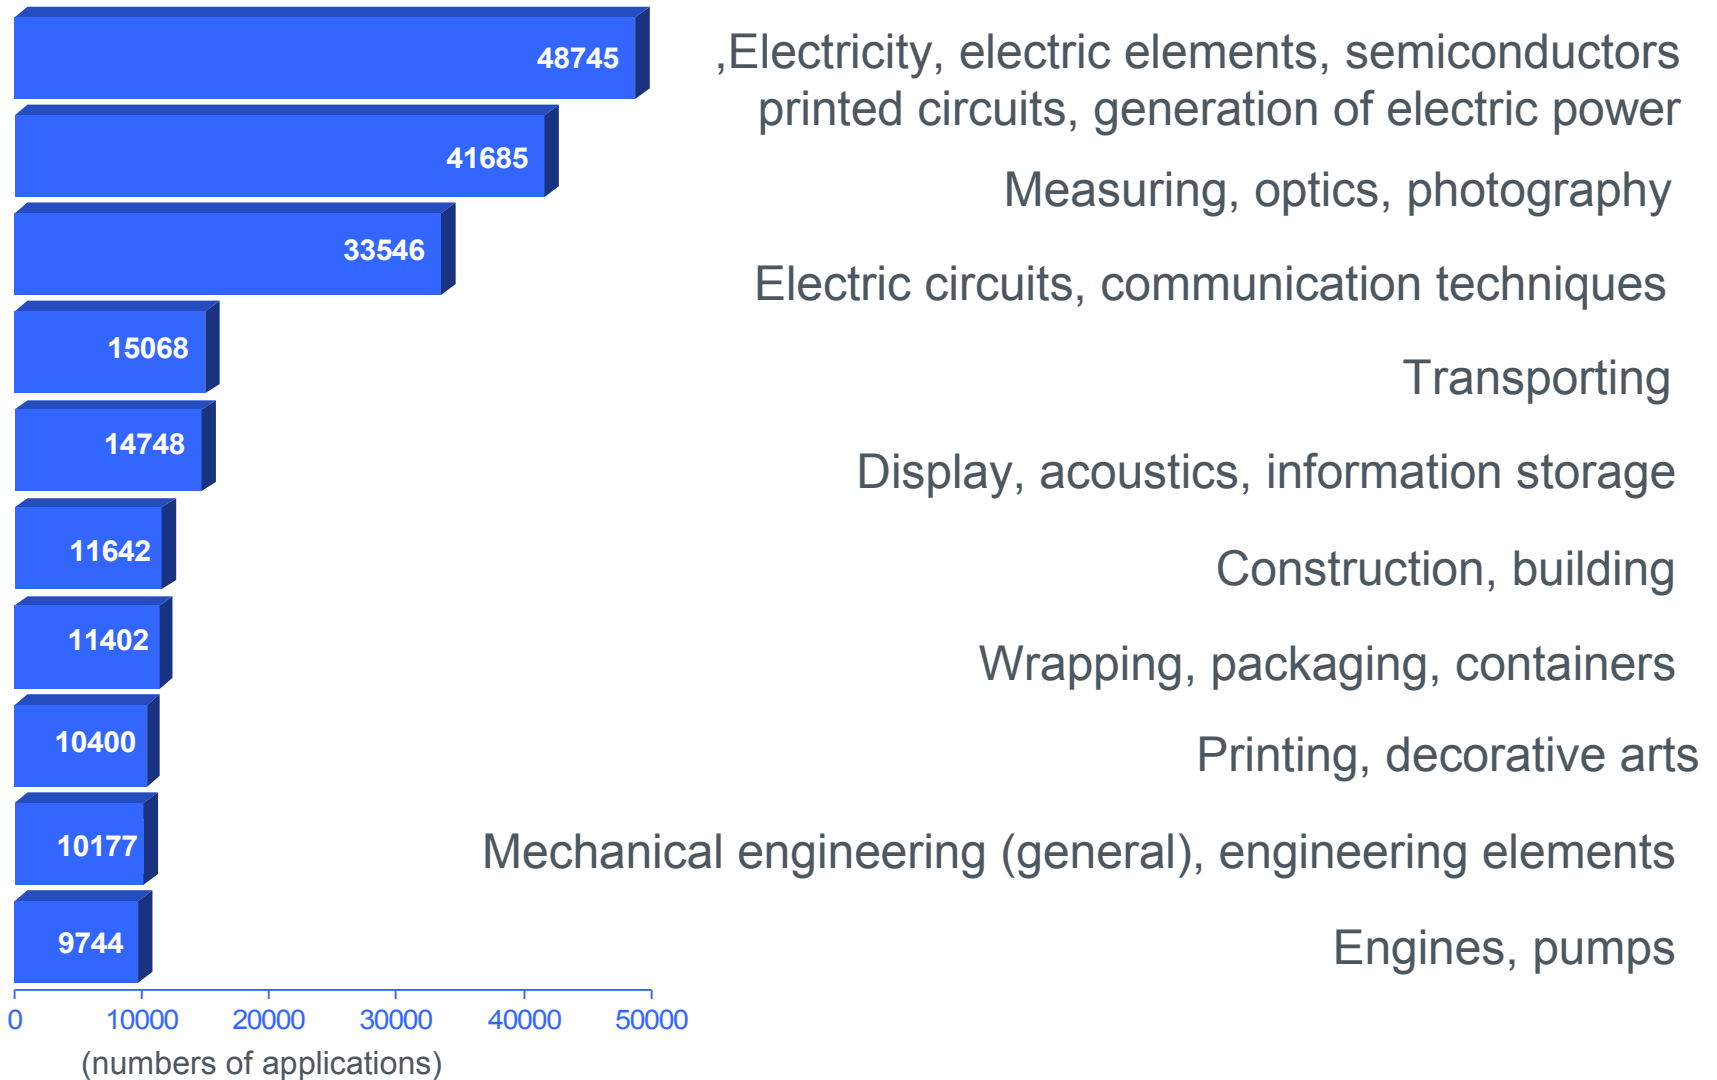 48745
,Electricity, electric elements, semiconductors
printed circuits, generation of electric power
41685
Measuring, optics, photography
33546
Electric circuits, communication techniques
15068
Transporting
14748
Display, acoustics, information storage
11642
Construction, building
11402
Wrapping, packaging, containers
10400
Printing, decorative arts
10177
Mechanical engineering (general), engineering elements
9744
Engines, pumps
0 10000 20000 30000 40000 50000
(numbers of applications)